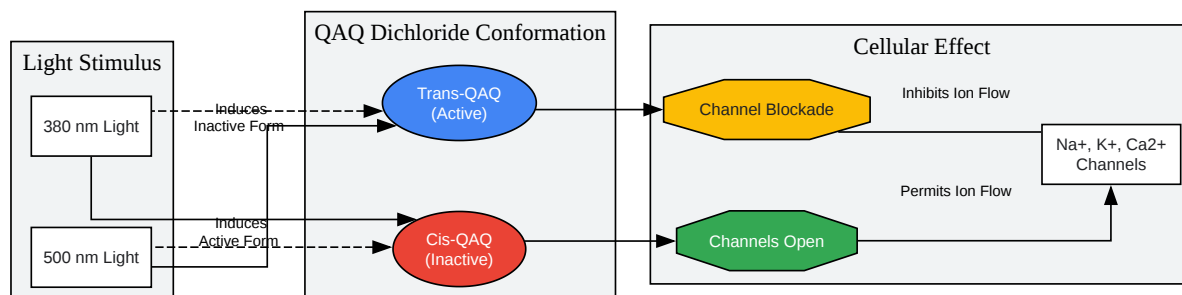 Light Stimulus
380 nm Light
500 nm Light
Induces
Inactive Form
Induces
Active Form
QAQ Dichloride Conformation
Trans-QAQ
(Active)
Cis-QAQ
(Inactive)
Cellular Effect
Channel Blockade
Channels Open
Inhibits Ion Flow
Permits Ion Flow
Na+, K+, Ca2+
Channels